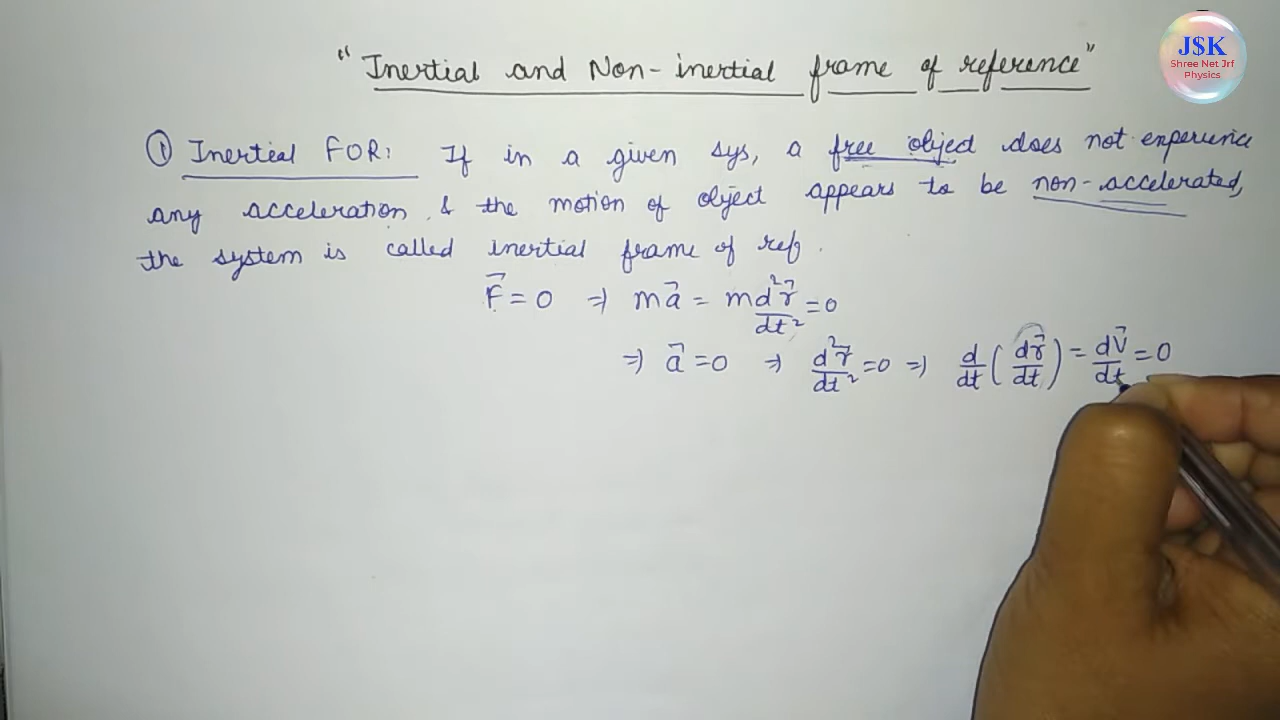 J$K
Shree Net Jrf
Physics
"Inertial and Non-inertial frame of reference"
① Inertial FOR: If in a given sys, a free object does not experience
any acceleration & the motion of object appears to be non-accelerated,
the system is called inertial frame of ref.
F⃗ = 0 ⇒ ma⃗ = m d²r⃗/dt² = 0
⇒ a⃗ = 0 ⇒ d²r⃗/dt² = 0 ⇒ d/dt (dr⃗/dt) = dV⃗/dt = 0